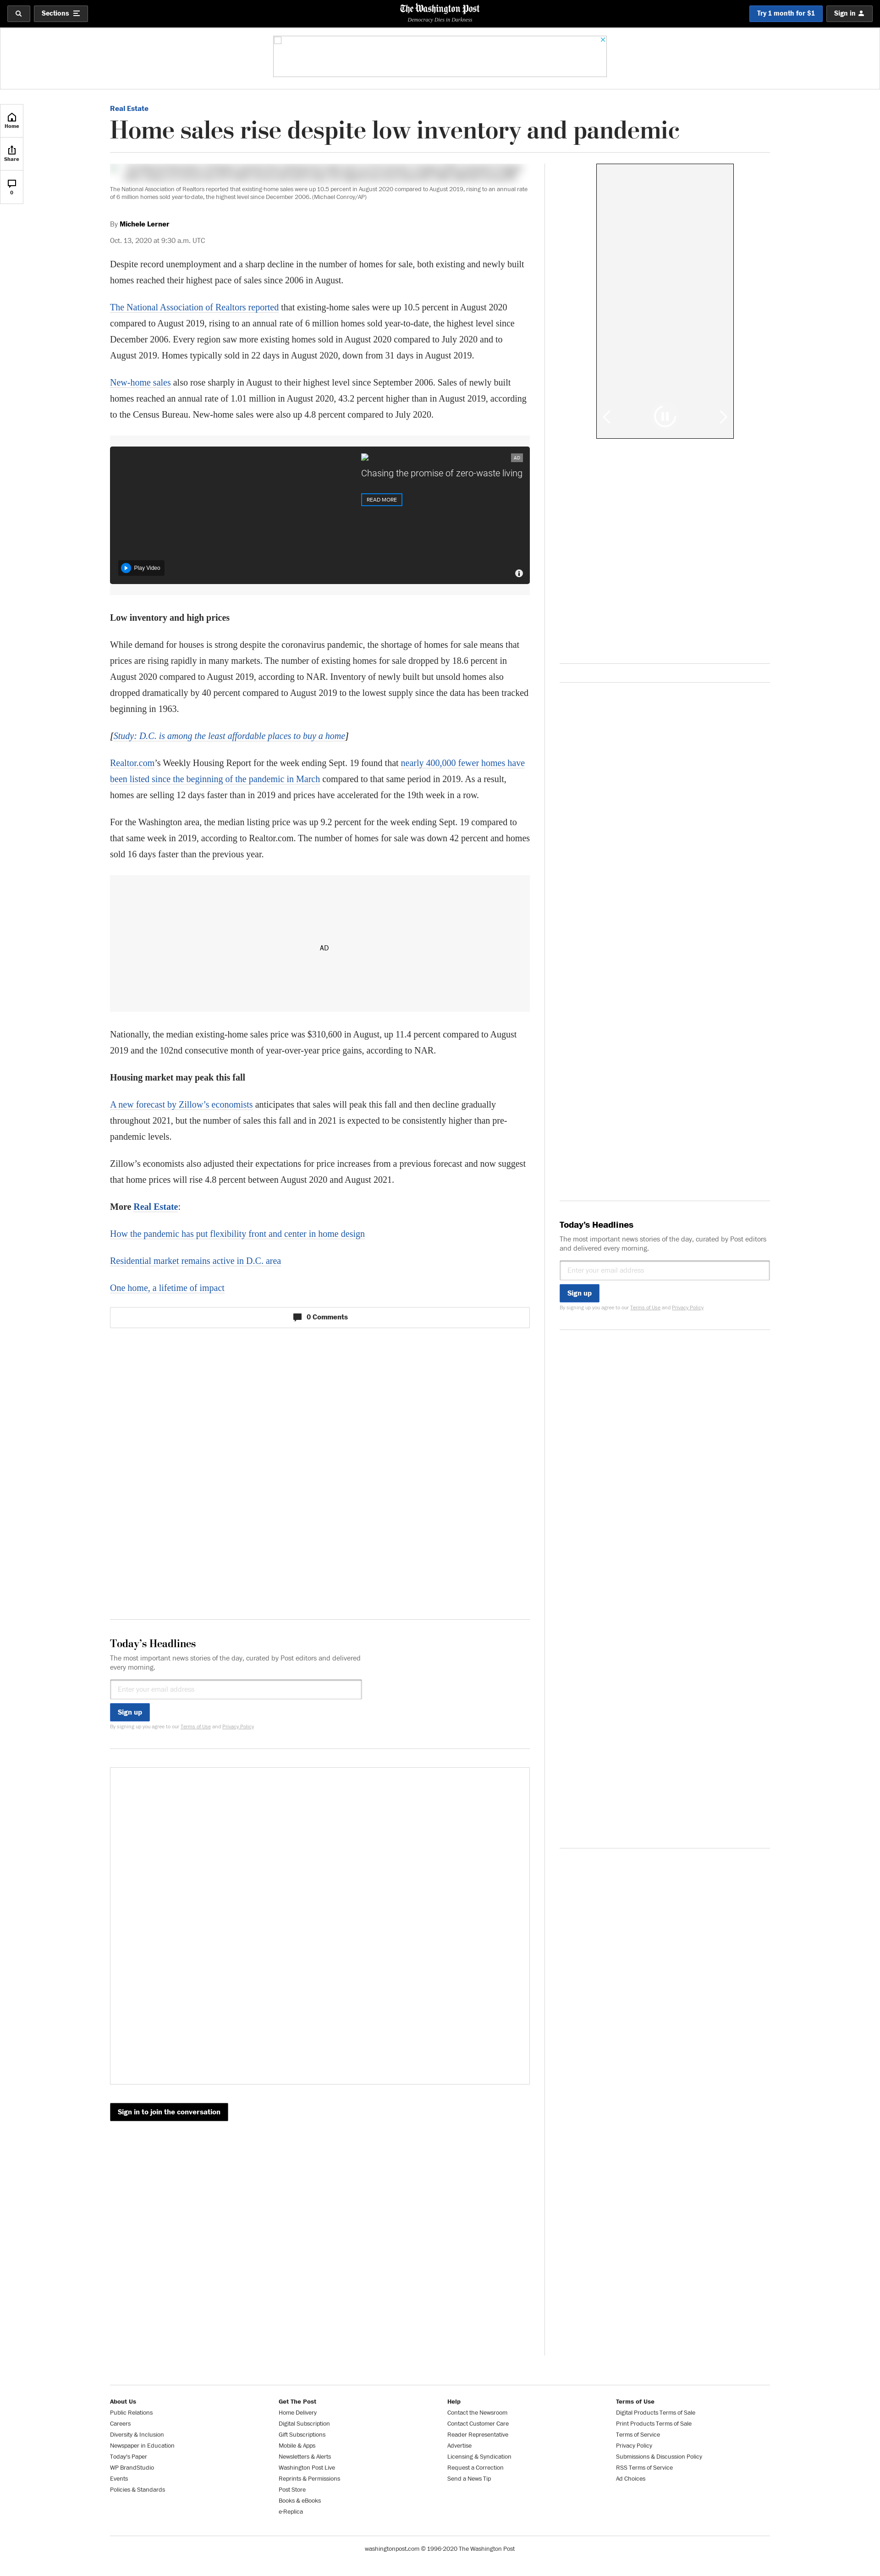 Sections
The Washington Post
Democracy Dies in Darkness
Try 1 month for $1
Sign in
Home
Share
0
Real Estate
Home sales rise despite low inventory and pandemic
The National Association of Realtors reported that existing-home sales were up 10.5 percent in August 2020 compared to August 2019, rising to an annual rate
of 6 million homes sold year-to-date, the highest level since December 2006. (Michael Conroy/AP)
By Michele Lerner
Oct. 13, 2020 at 9:30 a.m. UTC
Despite record unemployment and a sharp decline in the number of homes for sale, both existing and newly built
homes reached their highest pace of sales since 2006 in August.
The National Association of Realtors reported that existing-home sales were up 10.5 percent in August 2020
compared to August 2019, rising to an annual rate of 6 million homes sold year-to-date, the highest level since
December 2006. Every region saw more existing homes sold in August 2020 compared to July 2020 and to
August 2019. Homes typically sold in 22 days in August 2020, down from 31 days in August 2019.
New-home sales also rose sharply in August to their highest level since September 2006. Sales of newly built
homes reached an annual rate of 1.01 million in August 2020, 43.2 percent higher than in August 2019, according
to the Census Bureau. New-home sales were also up 4.8 percent compared to July 2020.
AD
Chasing the promise of zero-waste living
READ MORE
Play Video
Low inventory and high prices
While demand for houses is strong despite the coronavirus pandemic, the shortage of homes for sale means that
prices are rising rapidly in many markets. The number of existing homes for sale dropped by 18.6 percent in
August 2020 compared to August 2019, according to NAR. Inventory of newly built but unsold homes also
dropped dramatically by 40 percent compared to August 2019 to the lowest supply since the data has been tracked
beginning in 1963.
[Study: D.C. is among the least affordable places to buy a home]
Realtor.com’s Weekly Housing Report for the week ending Sept. 19 found that nearly 400,000 fewer homes have
been listed since the beginning of the pandemic in March compared to that same period in 2019. As a result,
homes are selling 12 days faster than in 2019 and prices have accelerated for the 19th week in a row.
For the Washington area, the median listing price was up 9.2 percent for the week ending Sept. 19 compared to
that same week in 2019, according to Realtor.com. The number of homes for sale was down 42 percent and homes
sold 16 days faster than the previous year.
AD
Nationally, the median existing-home sales price was $310,600 in August, up 11.4 percent compared to August
2019 and the 102nd consecutive month of year-over-year price gains, according to NAR.
Housing market may peak this fall
A new forecast by Zillow’s economists anticipates that sales will peak this fall and then decline gradually
throughout 2021, but the number of sales this fall and in 2021 is expected to be consistently higher than pre-
pandemic levels.
Zillow’s economists also adjusted their expectations for price increases from a previous forecast and now suggest
that home prices will rise 4.8 percent between August 2020 and August 2021.
More Real Estate:
How the pandemic has put flexibility front and center in home design
Residential market remains active in D.C. area
One home, a lifetime of impact
0 Comments
Today’s Headlines
The most important news stories of the day, curated by Post editors
and delivered every morning.
Enter your email address
Sign up
By signing up you agree to our Terms of Use and Privacy Policy
Today’s Headlines
The most important news stories of the day, curated by Post editors and delivered
every morning.
Enter your email address
Sign up
By signing up you agree to our Terms of Use and Privacy Policy
Sign in to join the conversation
About Us
Public Relations
Careers
Diversity & Inclusion
Newspaper in Education
Today's Paper
WP BrandStudio
Events
Policies & Standards
Get The Post
Home Delivery
Digital Subscription
Gift Subscriptions
Mobile & Apps
Newsletters & Alerts
Washington Post Live
Reprints & Permissions
Post Store
Books & eBooks
e-Replica
Help
Contact the Newsroom
Contact Customer Care
Reader Representative
Advertise
Licensing & Syndication
Request a Correction
Send a News Tip
Terms of Use
Digital Products Terms of Sale
Print Products Terms of Sale
Terms of Service
Privacy Policy
Submissions & Discussion Policy
RSS Terms of Service
Ad Choices
washingtonpost.com © 1996-2020 The Washington Post